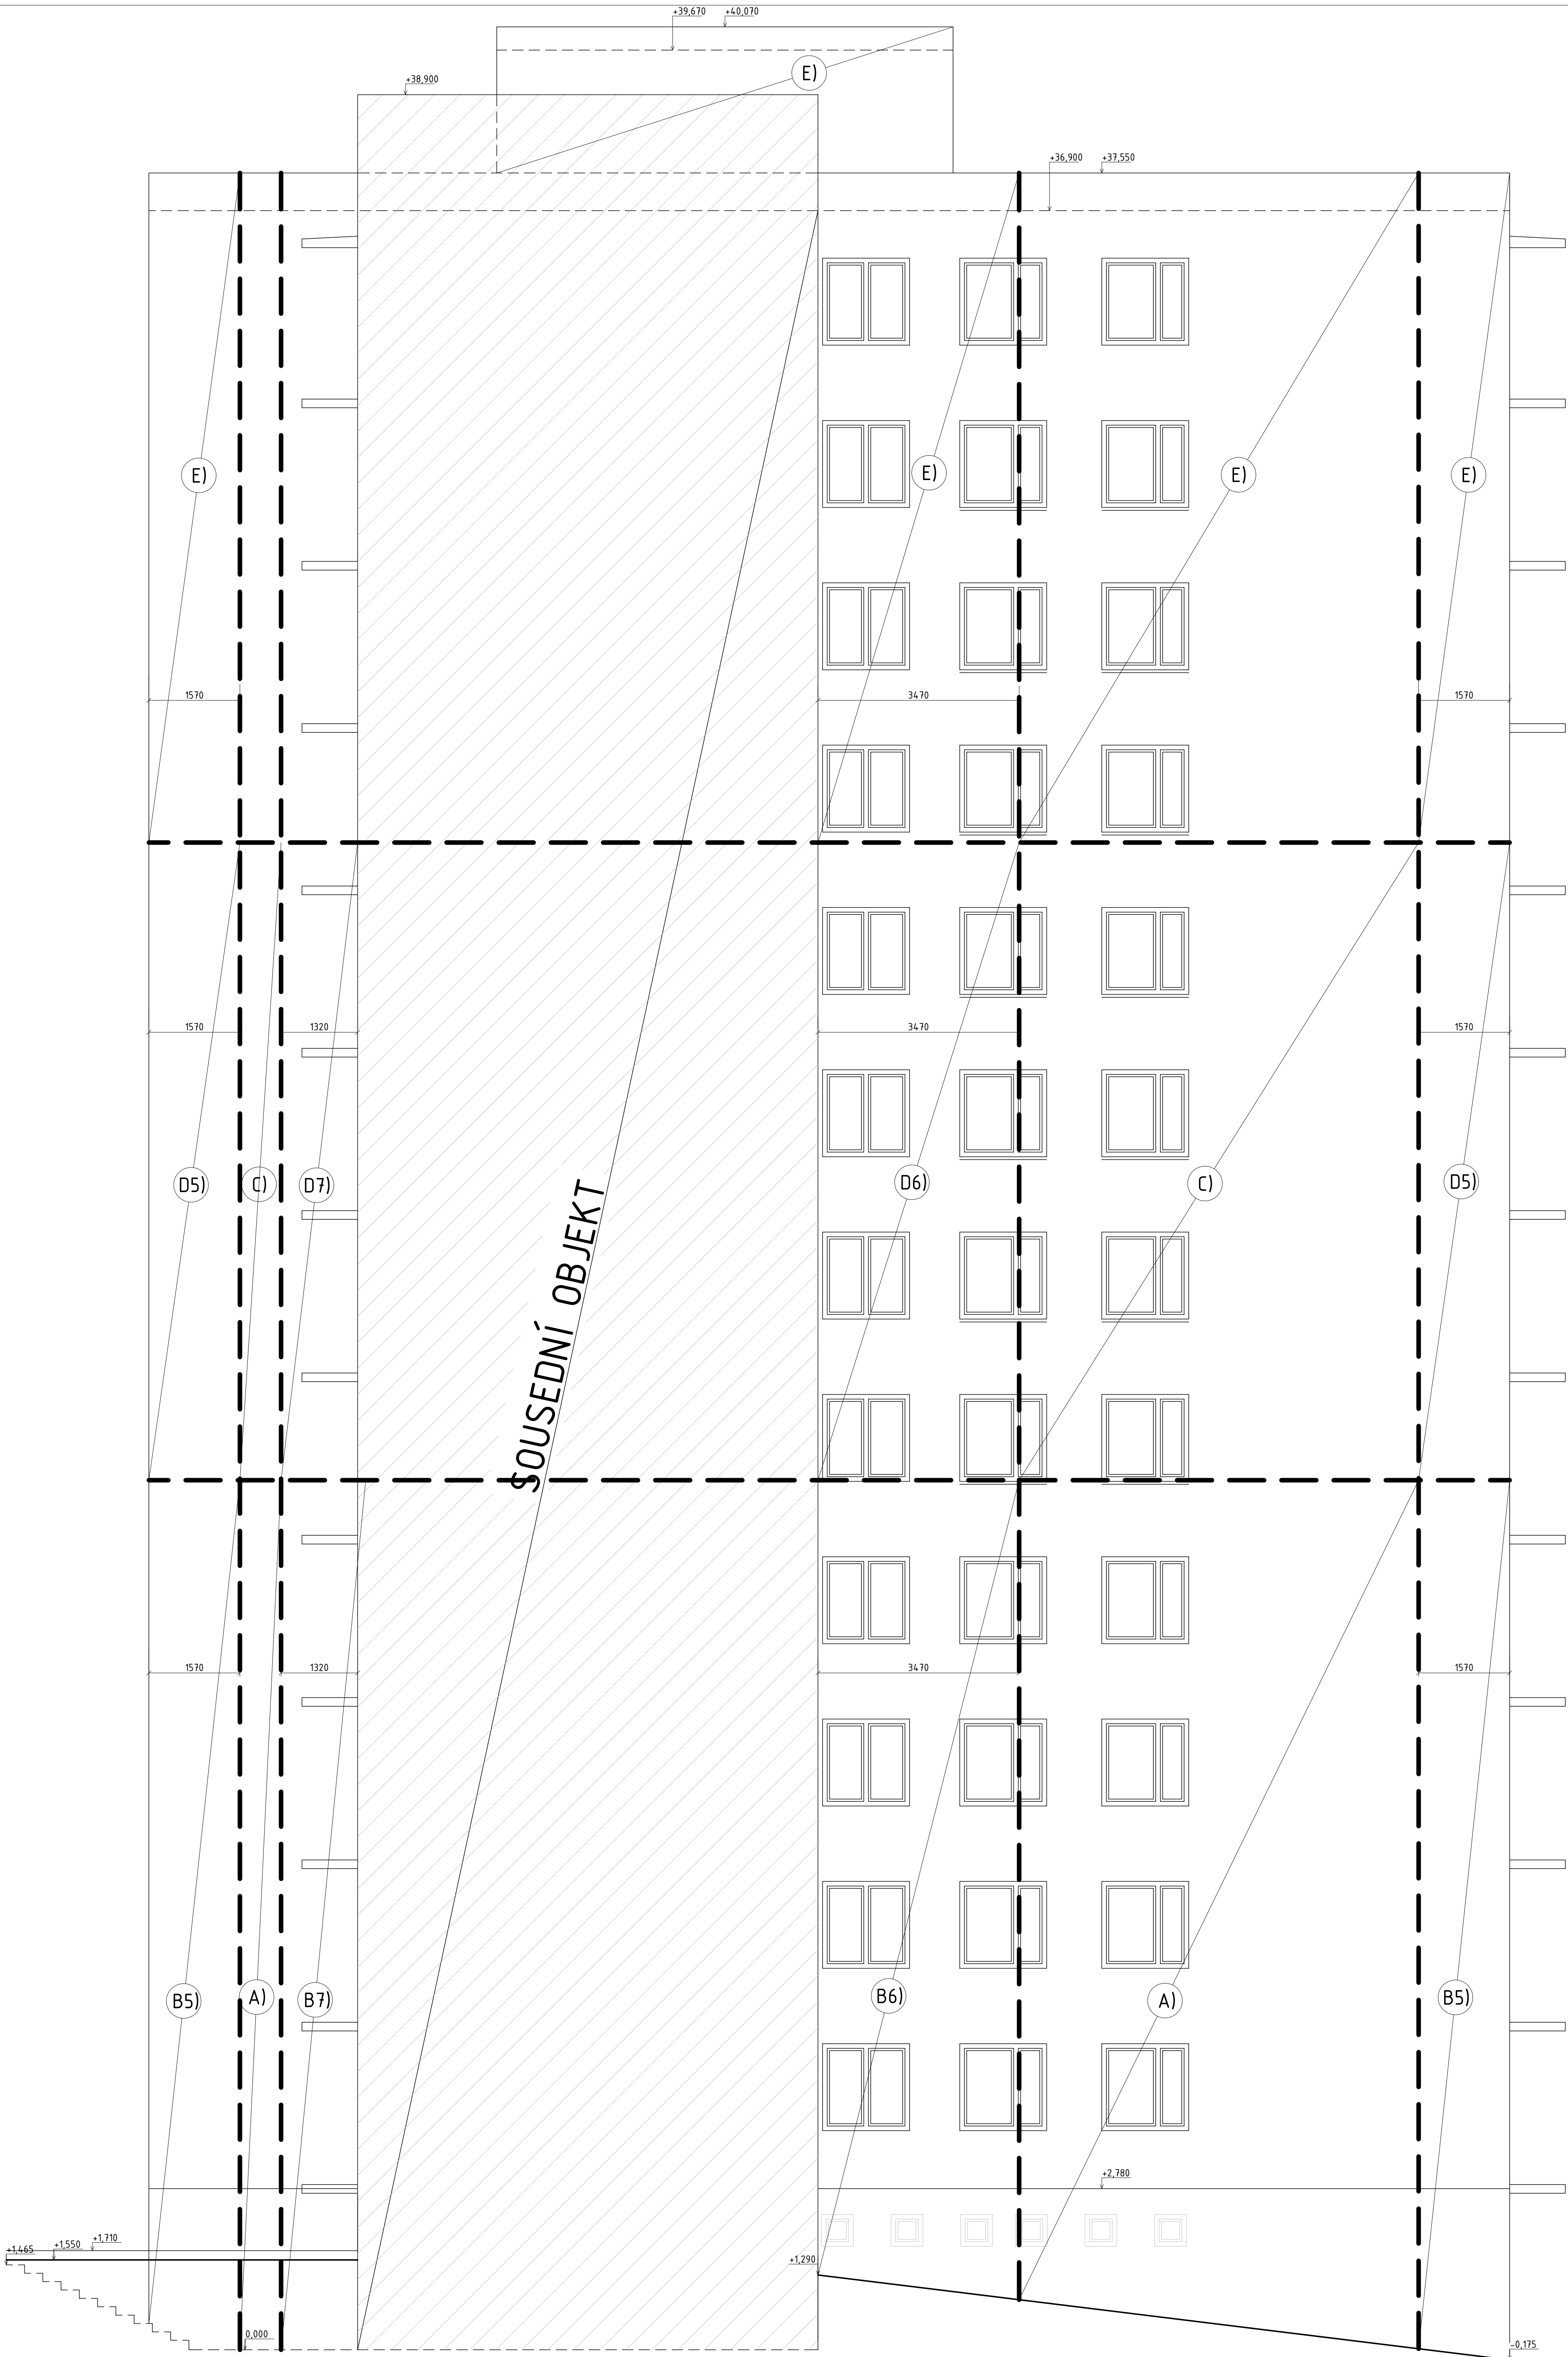 +39,670 +40,070
E)
+38,900
+36,900 +37,550
E) E) E) E)
1570 3470 1570
1570 1320 3470 1570
D5) C) D7) D6) C) D5)
SOUSEDNÍ OBJEKT
1570 1320 3470 1570
B5) A) B7) B6) A) B5)
+2,780
+1,465 +1,550 +1,710
+1,290
0,000
-0,175